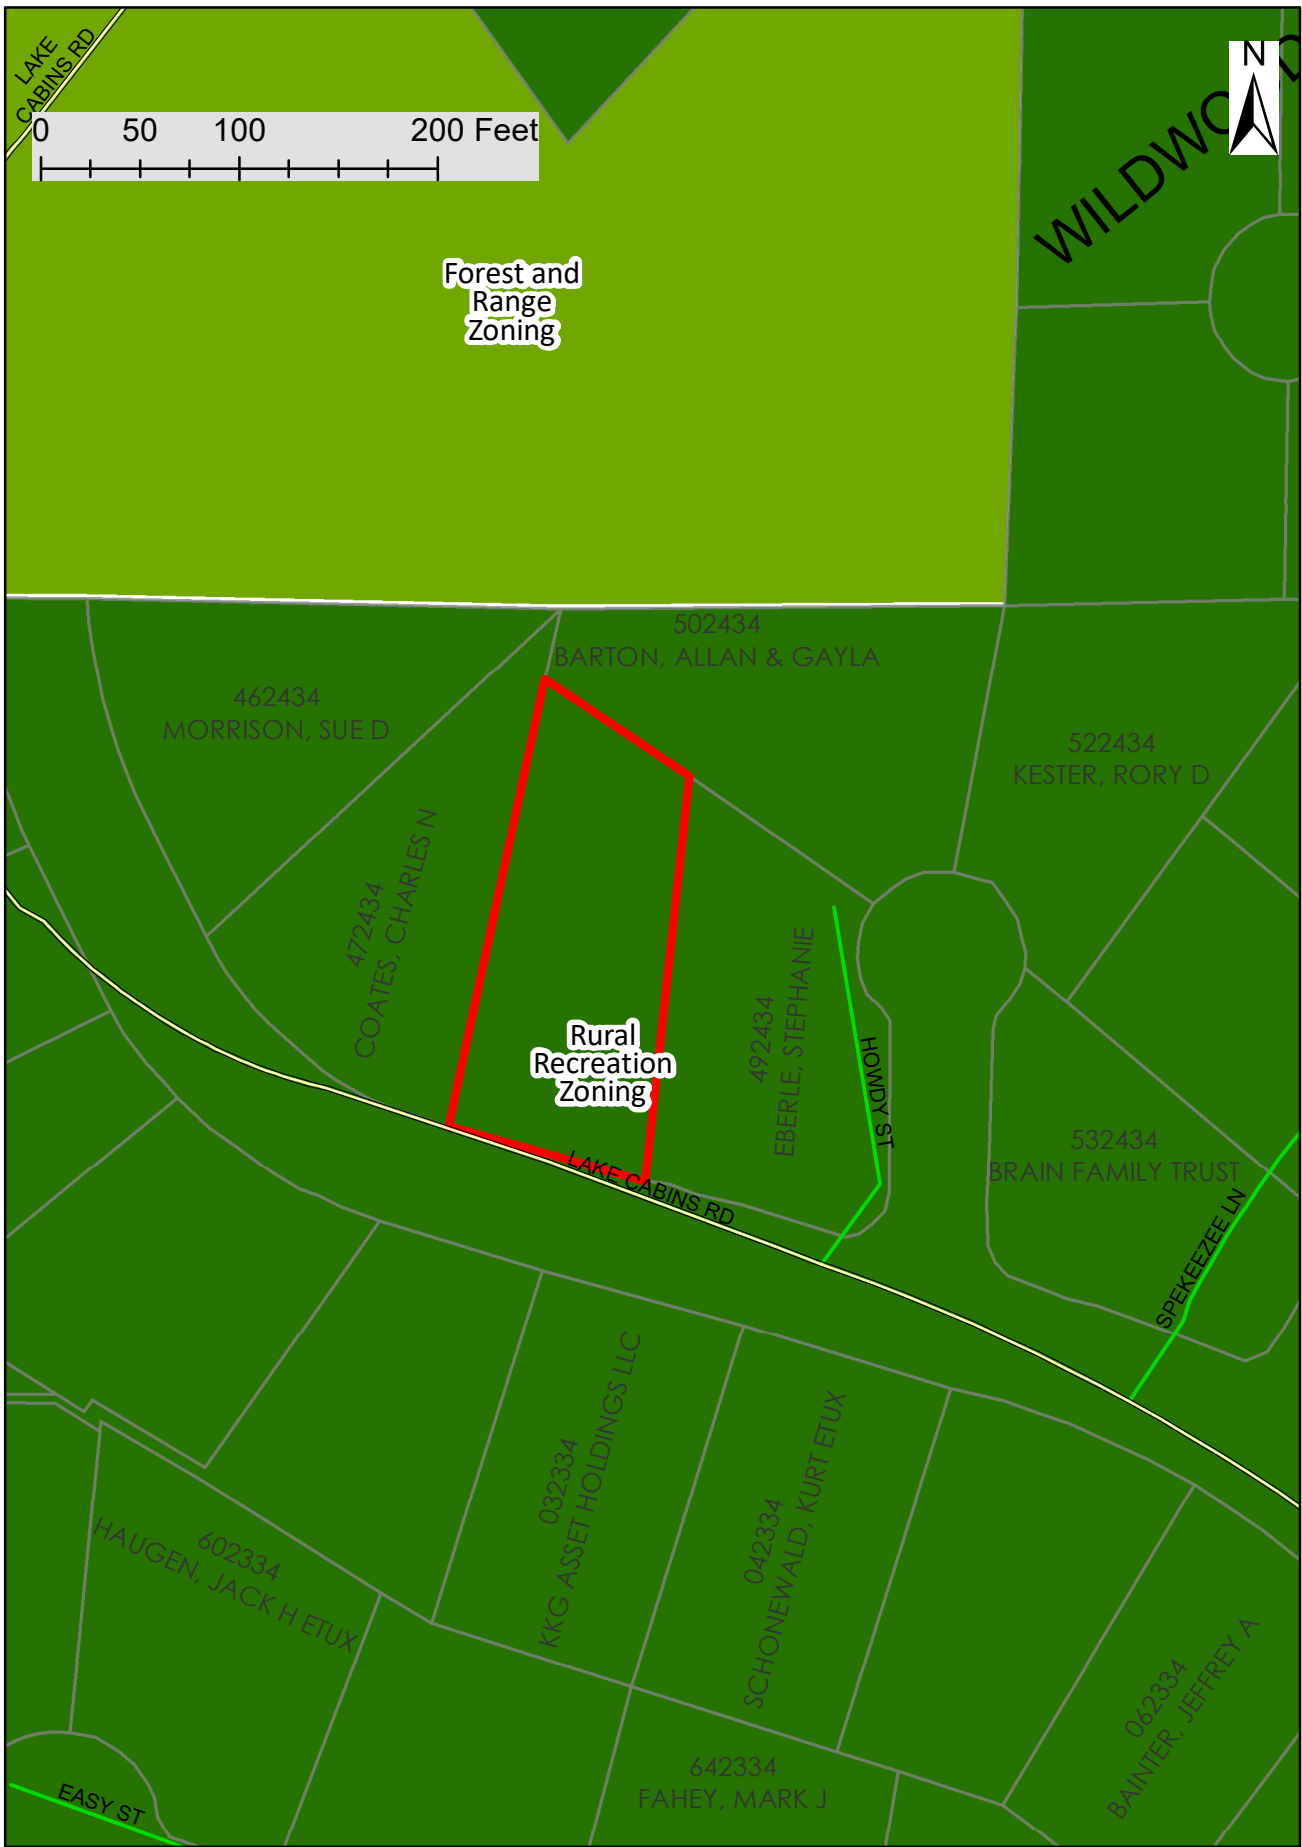 LAKE
CABINS RD
0 50 100 200 Feet
N
Forest and
Range
Zoning
502434
BARTON, ALLAN & GAYLA
462434
MORRISON, SUE D
522434
KESTER, RORY D
472434
COATES, CHARLES N
492434
EBERLE, STEPHANIE
HOWDY ST
Rural
Recreation
Zoning
LAKE CABINS RD
532434
BRAIN FAMILY TRUST
SPEKEEZEE LN
032334
KKG ASSET HOLDINGS LLC
042334
SCHONEWALD, KURT ETUX
602334
HAUGEN, JACK H ETUX
062334
BAINTER, JEFFREY A
642334
FAHEY, MARK J
EASY ST